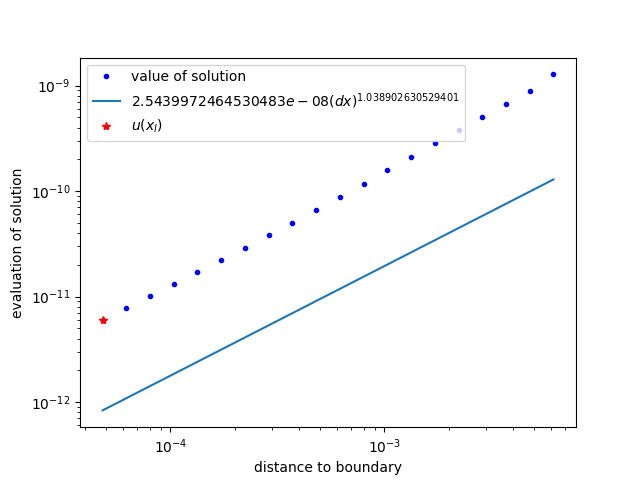 value of solution
2.5439972464530483e − 08(dx)^1.038902630529401
u(x_l)
10^-9
10^-10
10^-11
10^-12
evaluation of solution
10^-4
10^-3
distance to boundary